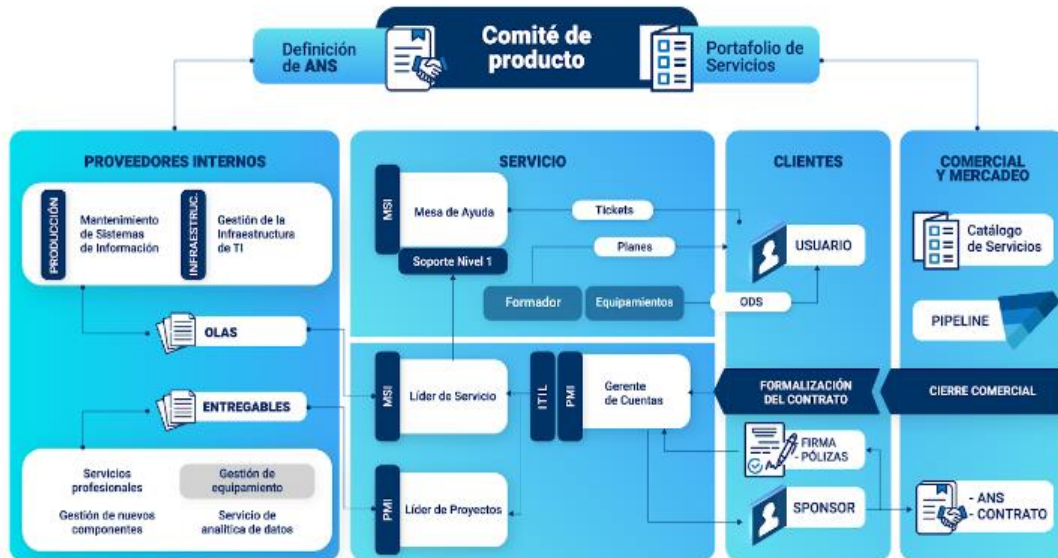 Definición
de ANS
Comité de
producto
Portafolio de
Servicios
PROVEEDORES INTERNOS
PRODUCCIÓN
Mantenimiento
de Sistemas
de Información
INFRAESTRUC.
Gestión de la
Infraestructura
de TI
OLAS
ENTREGABLES
Servicios
profesionales
Gestión de
equipamiento
Gestión de nuevos
componentes
Servicio de
analítica de datos
SERVICIO
MSI
Mesa de Ayuda
Soporte Nivel 1
Tickets
Planes
Formador
Equipamientos
ODS
MSI
Líder de Servicio
ITIL
PMI
Gerente
de Cuentas
PMI
Líder de Proyectos
CLIENTES
USUARIO
FORMALIZACIÓN
DEL CONTRATO
- FIRMA
- PÓLIZAS
SPONSOR
COMERCIAL
Y MERCADEO
Catálogo
de Servicios
PIPELINE
CIERRE COMERCIAL
- ANS
- CONTRATO